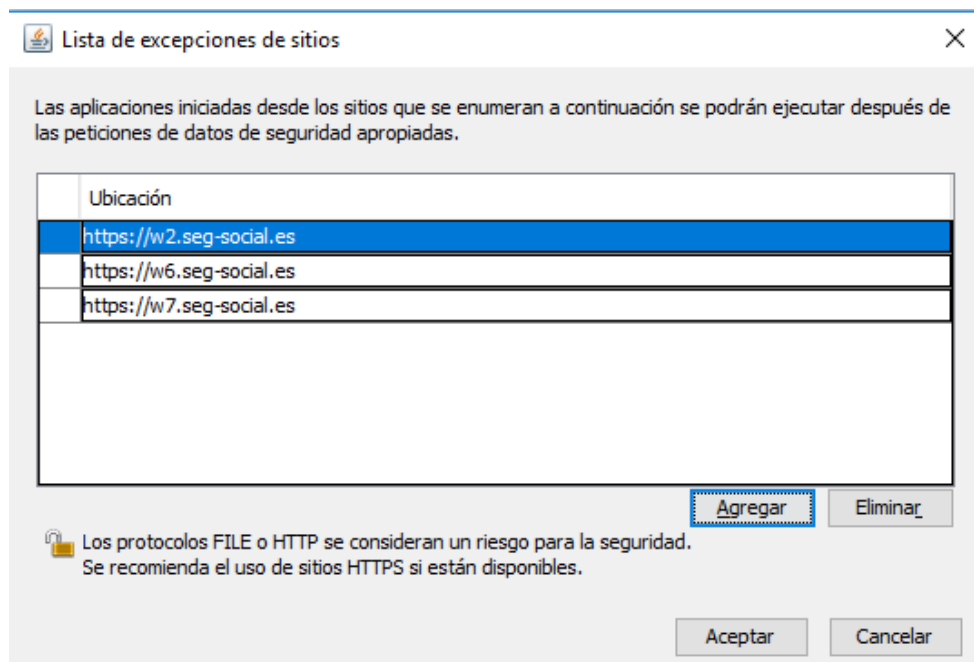 Lista de excepciones de sitios
Las aplicaciones iniciadas desde los sitios que se enumeran a continuación se podrán ejecutar después de
las peticiones de datos de seguridad apropiadas.
Ubicación
https://w2.seg-social.es
https://w6.seg-social.es
https://w7.seg-social.es
Agregar
Eliminar
Los protocolos FILE o HTTP se consideran un riesgo para la seguridad.
Se recomienda el uso de sitios HTTPS si están disponibles.
Aceptar
Cancelar